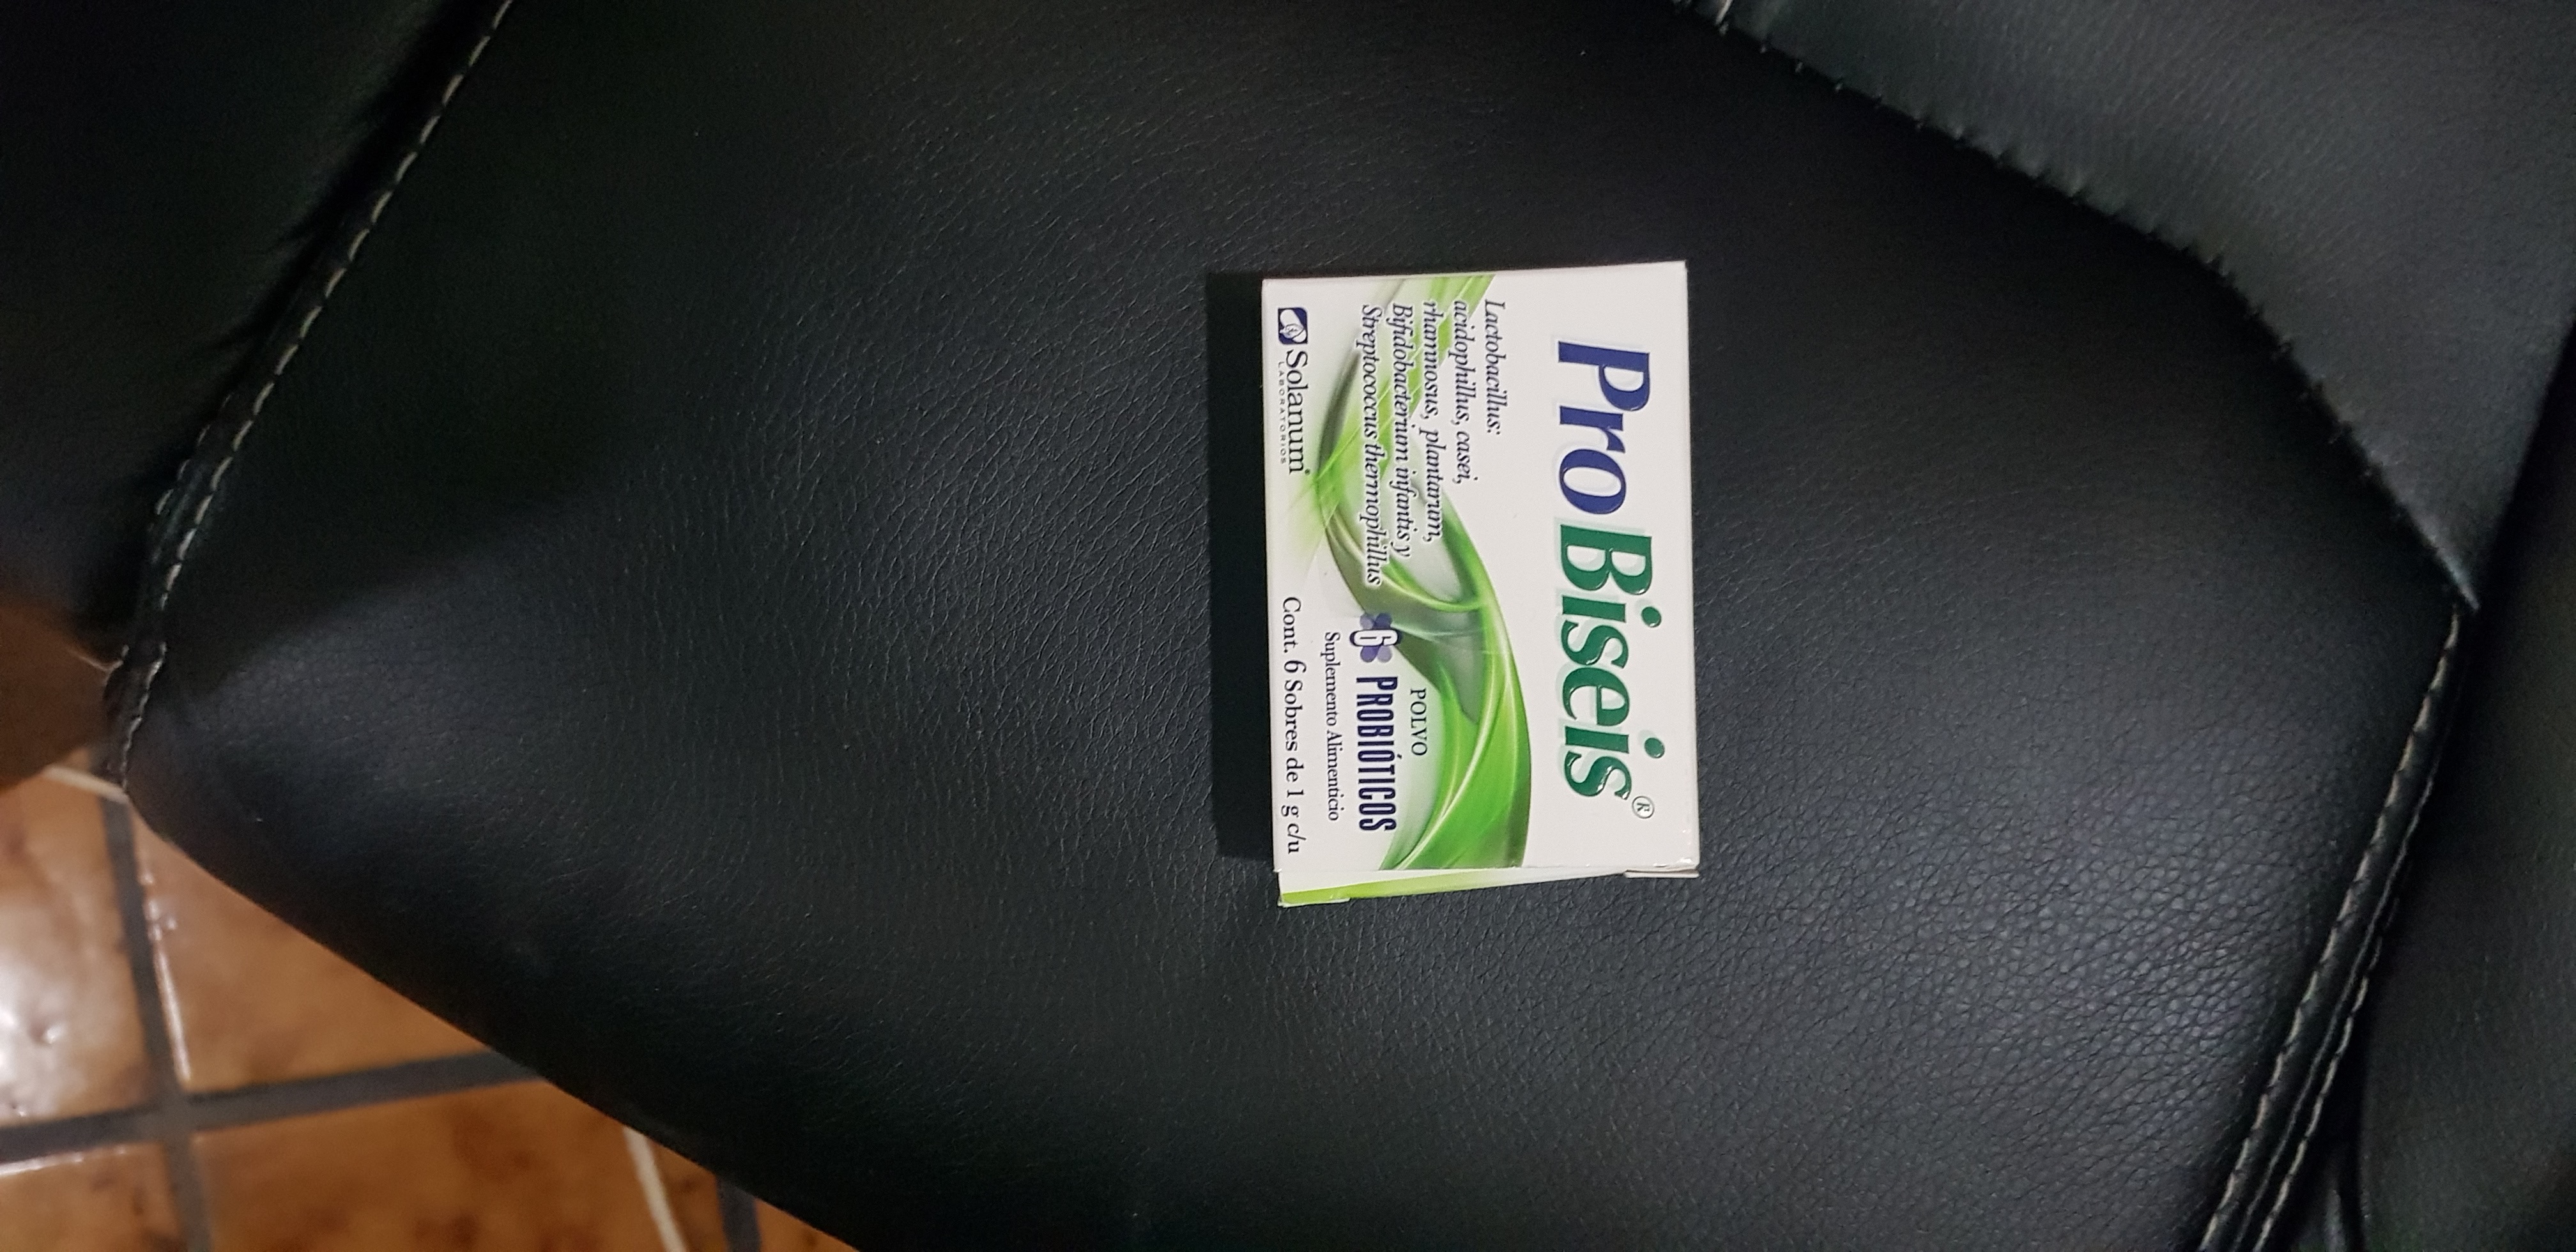 ProBiseis®
Lactobacillus:
acidophillus, casei,
rhamnosus, plantarum,
Bifidobacterium infantis y
Streptococcus thermophillus
POLVO
6 PROBIÓTICOS
Suplemento Alimenticio
Solanum®
LABORATORIOS
Cont. 6 Sobres de 1 g c/u